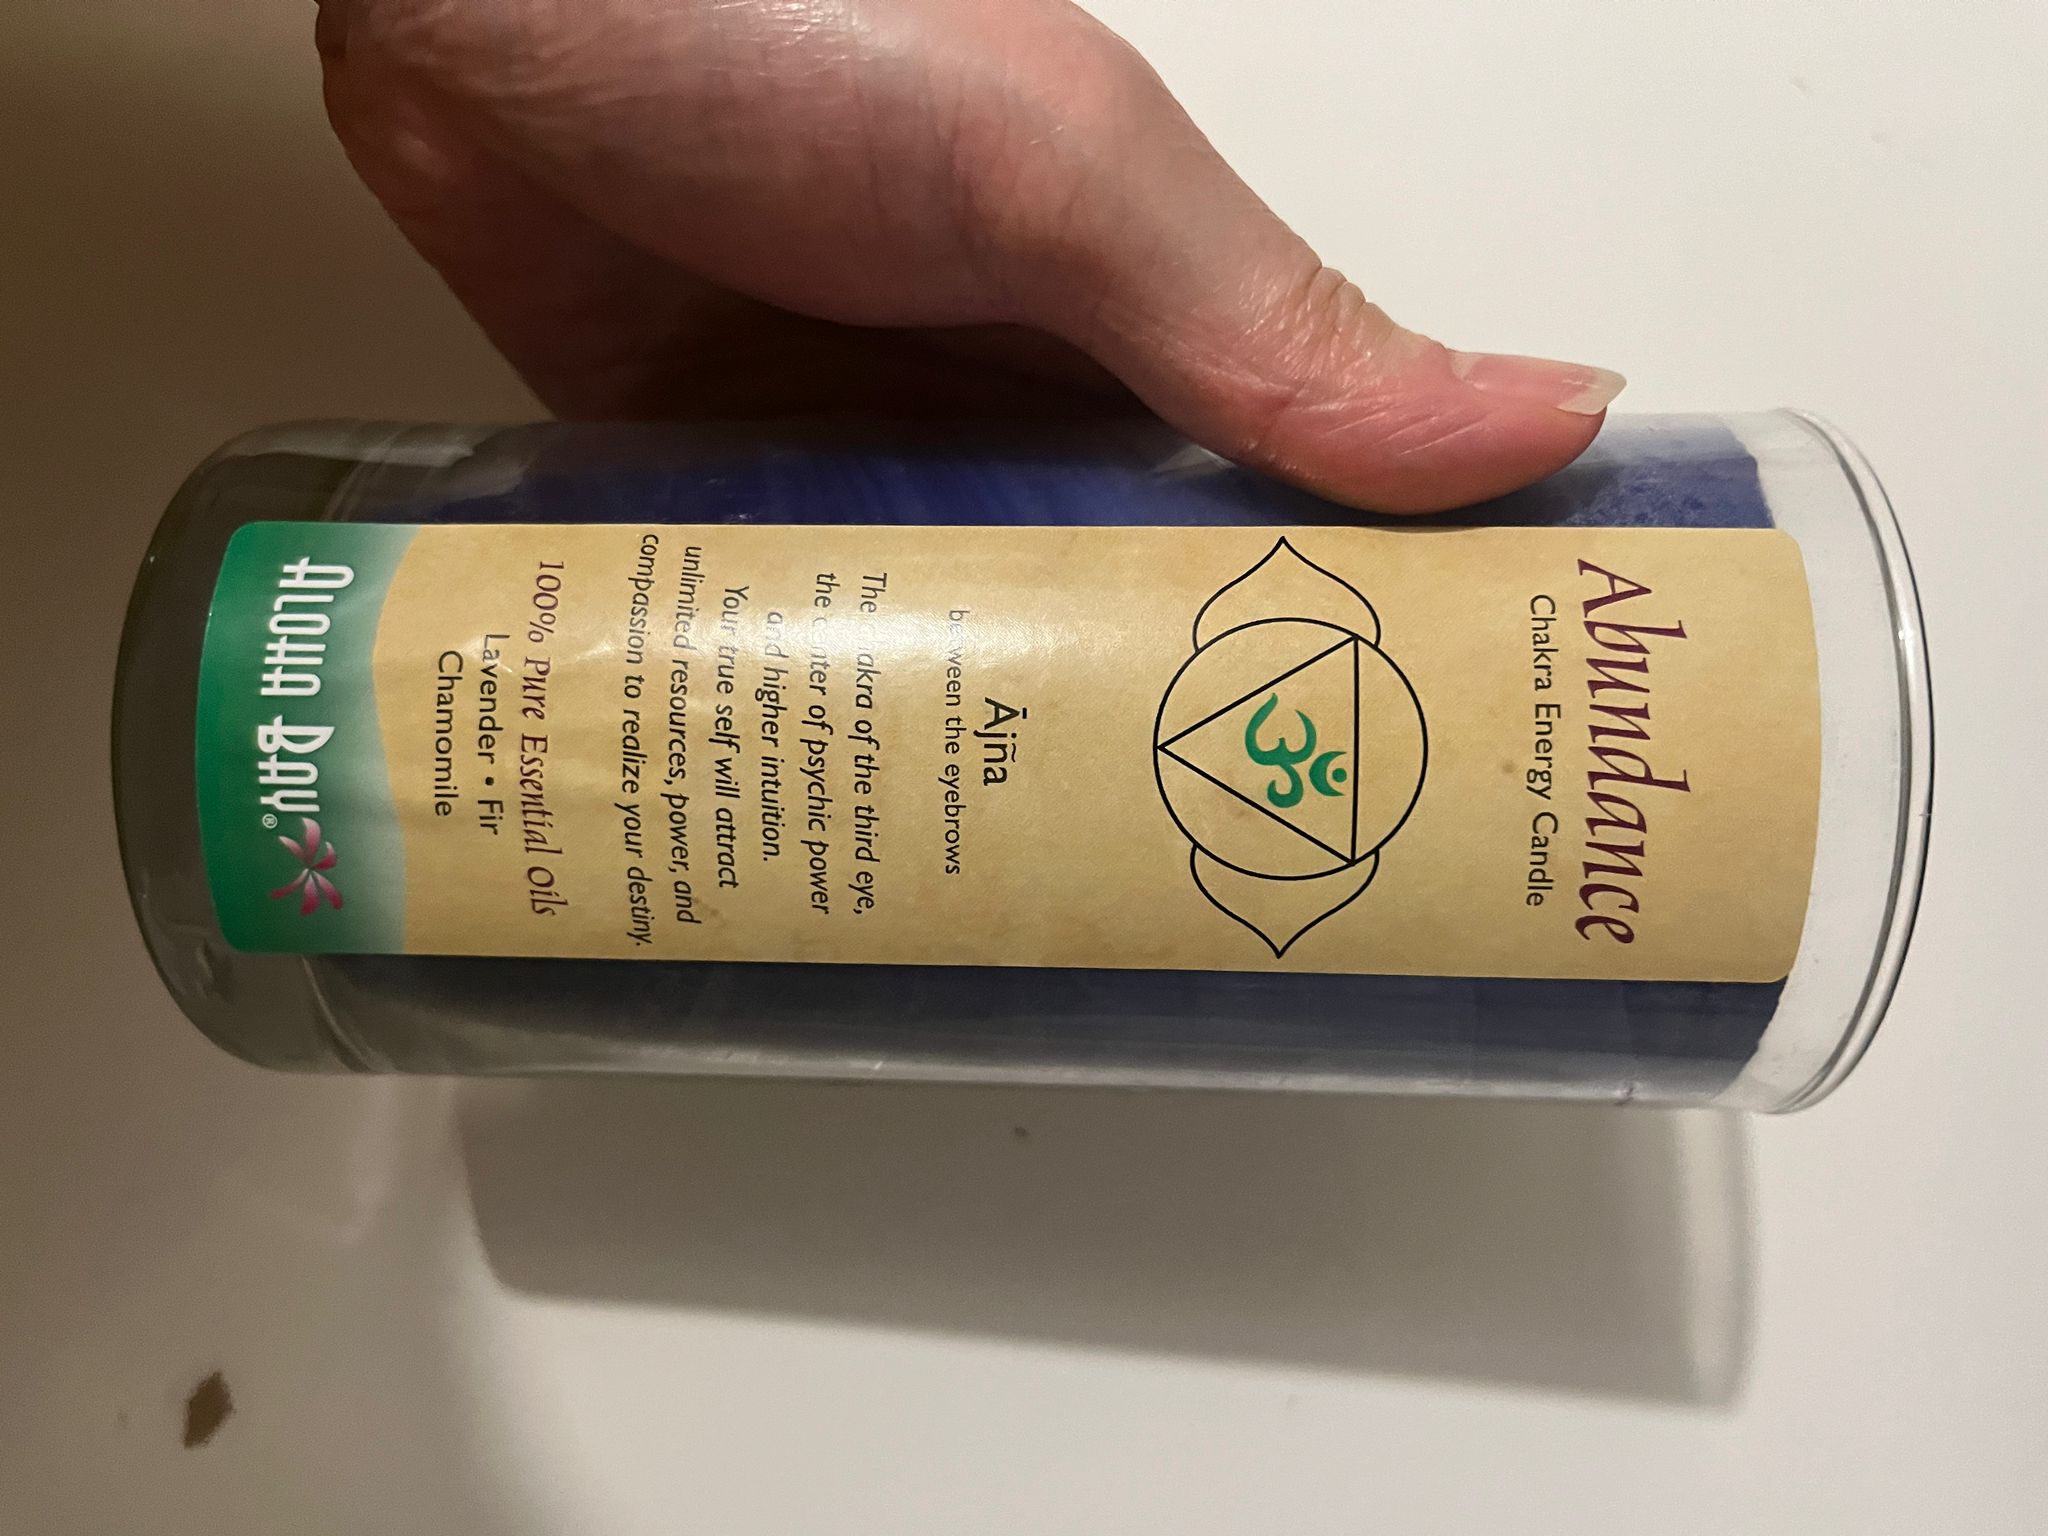 Abundance
Chakra Energy Candle
ॐ
Ājña
between the eyebrows
The chakra of the third eye,
the center of psychic power
and higher intuition.
Your true self will attract
unlimited resources, power, and
compassion to realize your destiny.
100% Pure Essential Oils
Lavender • Fir
Chamomile
ALOHA BAY®